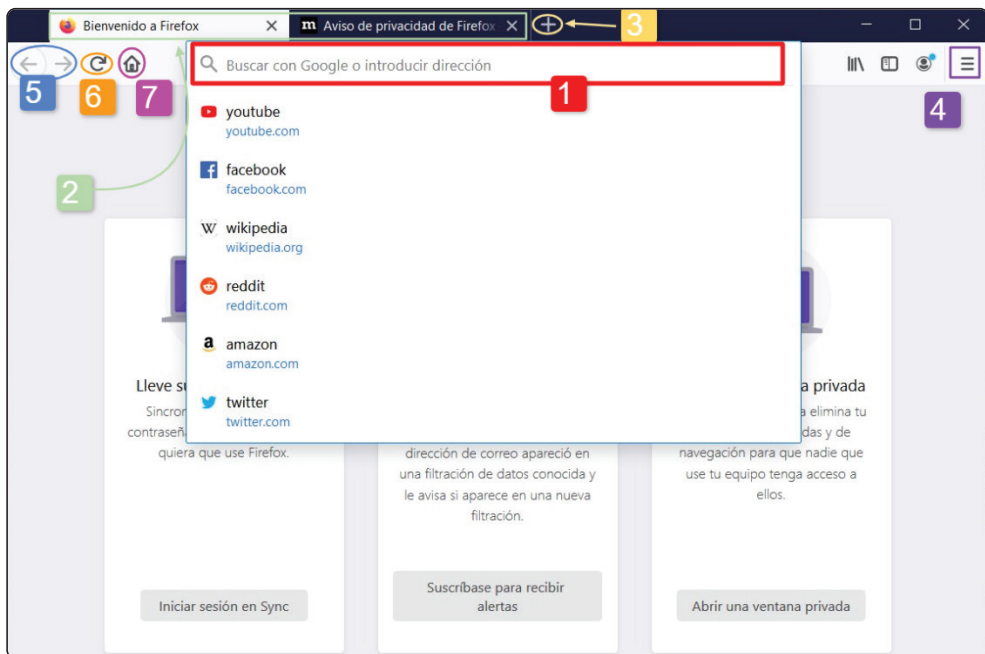 Bienvenido a Firefox
m Aviso de privacidad de Firefox
3
5
6
7
Buscar con Google o introducir dirección
1
4
2
youtube
youtube.com
facebook
facebook.com
W wikipedia
wikipedia.org
reddit
reddit.com
a amazon
amazon.com
twitter
twitter.com
Lleve su
Sincron
contraseñ
quiera que use Firefox.
dirección de correo apareció en
una filtración de datos conocida y
le avisa si aparece en una nueva
filtración.
a privada
a elimina tu
das y de
navegación para que nadie que
use tu equipo tenga acceso a
ellos.
Iniciar sesión en Sync
Suscríbase para recibir
alertas
Abrir una ventana privada